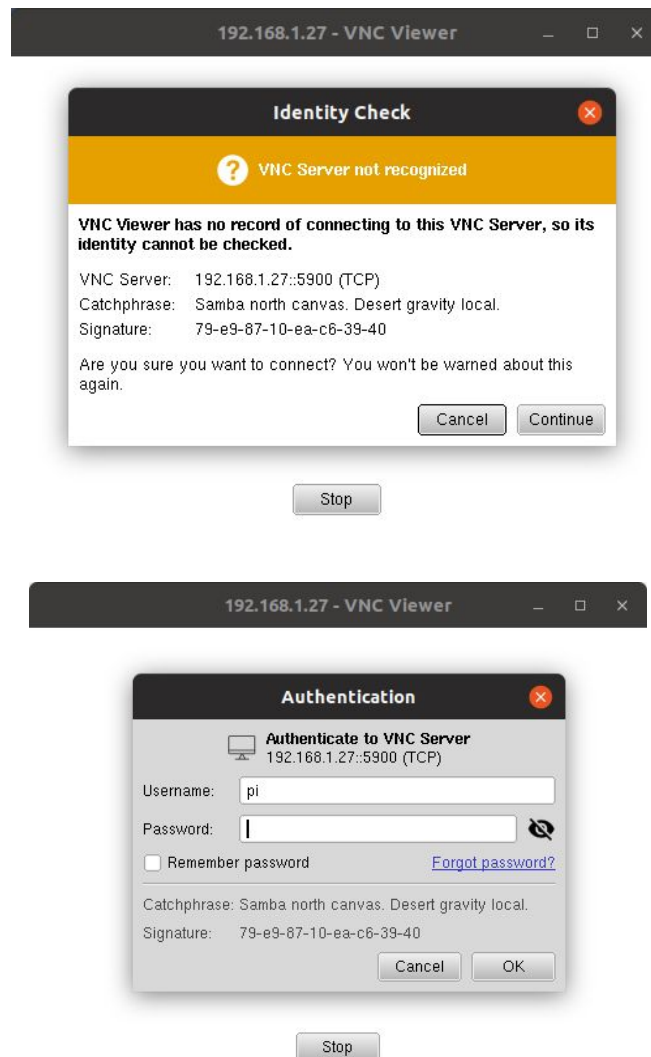 192.168.1.27 - VNC Viewer
Identity Check
VNC Server not recognized
VNC Viewer has no record of connecting to this VNC Server, so its
identity cannot be checked.
VNC Server: 192.168.1.27::5900 (TCP)
Catchphrase: Samba north canvas. Desert gravity local.
Signature: 79-e9-87-10-ea-c6-39-40
Are you sure you want to connect? You won't be warned about this
again.
Cancel Continue
Stop
192.168.1.27 - VNC Viewer
Authentication
Authenticate to VNC Server
192.168.1.27::5900 (TCP)
Username: pi
Password:
Remember password Forgot password?
Catchphrase: Samba north canvas. Desert gravity local.
Signature: 79-e9-87-10-ea-c6-39-40
Cancel OK
Stop